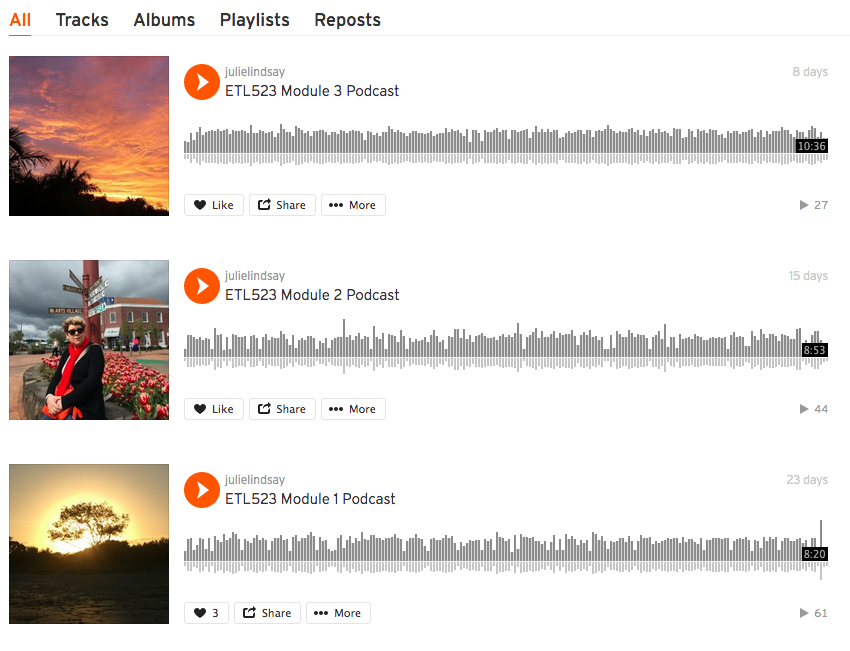 All Tracks Albums Playlists Reposts
julielindsay 8 days
ETL523 Module 3 Podcast
10:36
Like Share More 27
julielindsay 15 days
ETL523 Module 2 Podcast
ARTS VILLAGE
8:53
Like Share More 44
julielindsay 23 days
ETL523 Module 1 Podcast
8:20
3 Share More 61